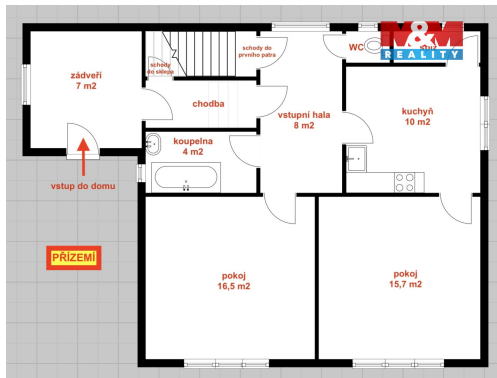 M&M
REALITY
schody do
prvního patra
WC
spíž
zádveří
7 m2
schody
do sklepa
chodba
vstupní hala
8 m2
kuchyň
10 m2
koupelna
4 m2
vstup do domu
PŘÍZEMÍ
pokoj
16,5 m2
pokoj
15,7 m2